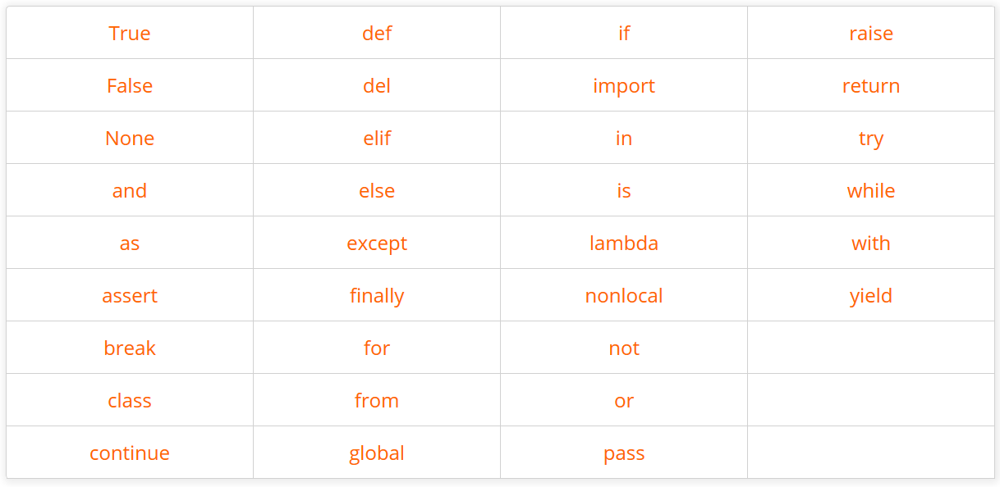 True def if raise
False del import return
None elif in try
and else is while
as except lambda with
assert finally nonlocal yield
break for not
class from or
continue global pass